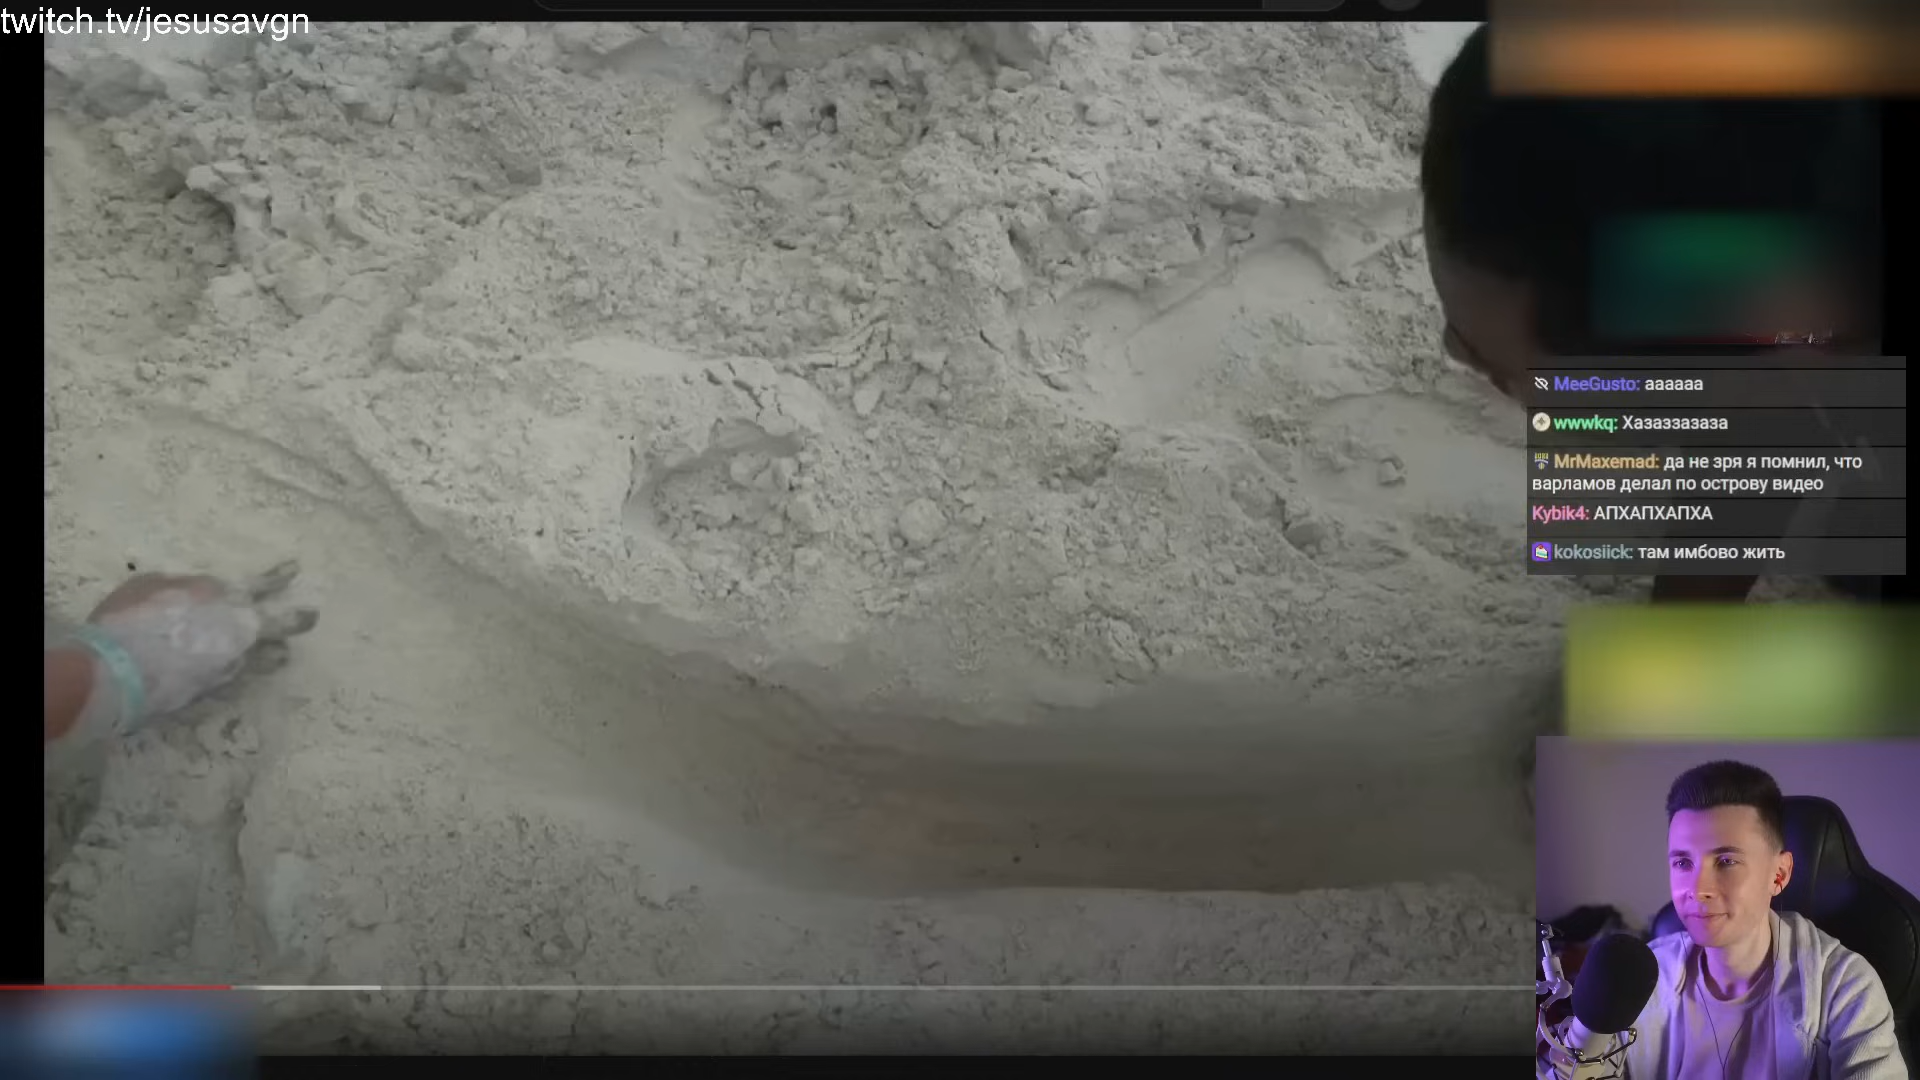 twitch.tv/jesusavgn
MeeGusto: аааааа
wwwkq: Хазаззазаза
MrMaxemad: да не зря я помнил, что
варламов делал по острову видео
Kybik4: АПХАПХАПХА
kokosiick: там имбово жить